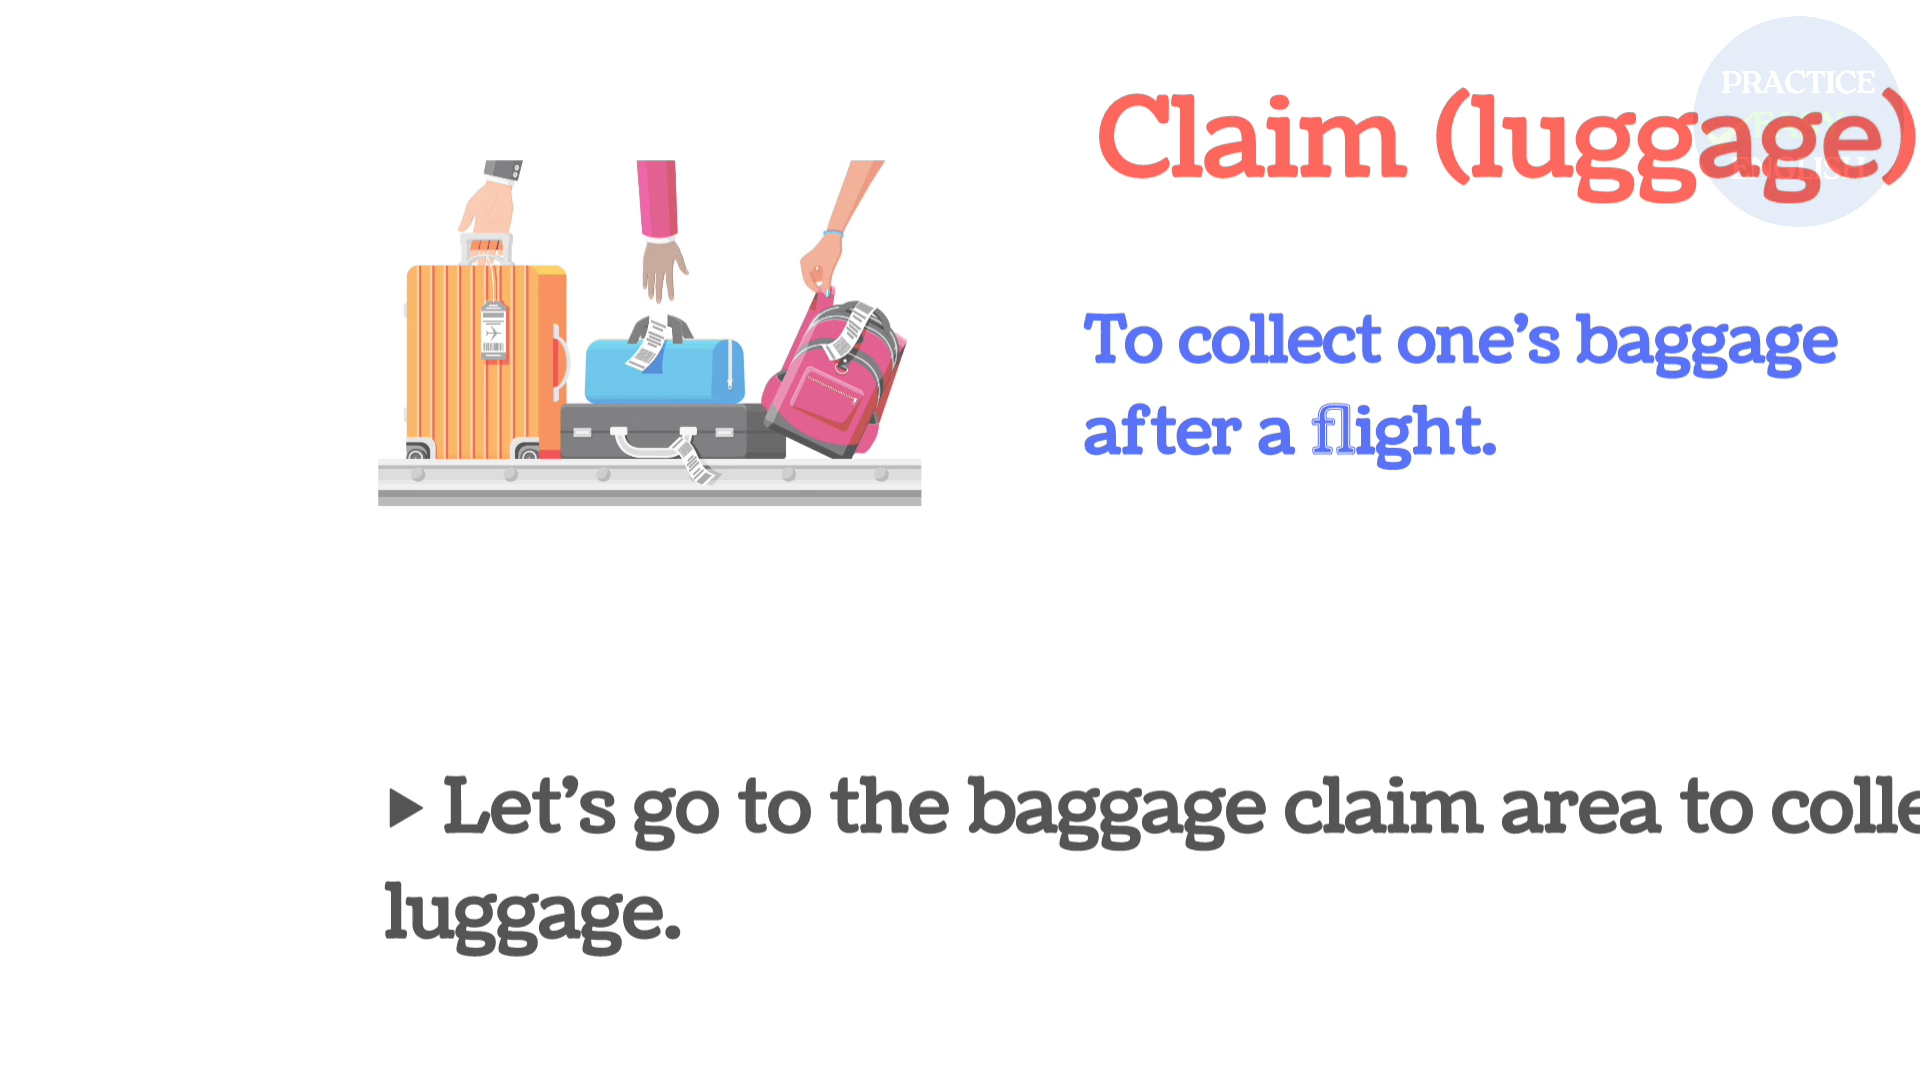 PRACTICE
ENGLISH
Claim (luggage)
To collect one’s baggage
after a flight.
▶ Let’s go to the baggage claim area to colle
luggage.